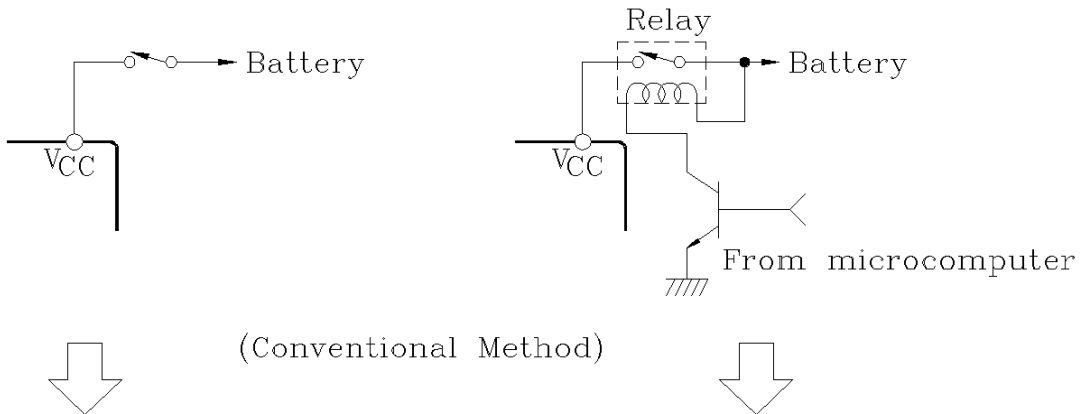 Relay
Battery
Battery
VCC
VCC
From microcomputer
(Conventional Method)